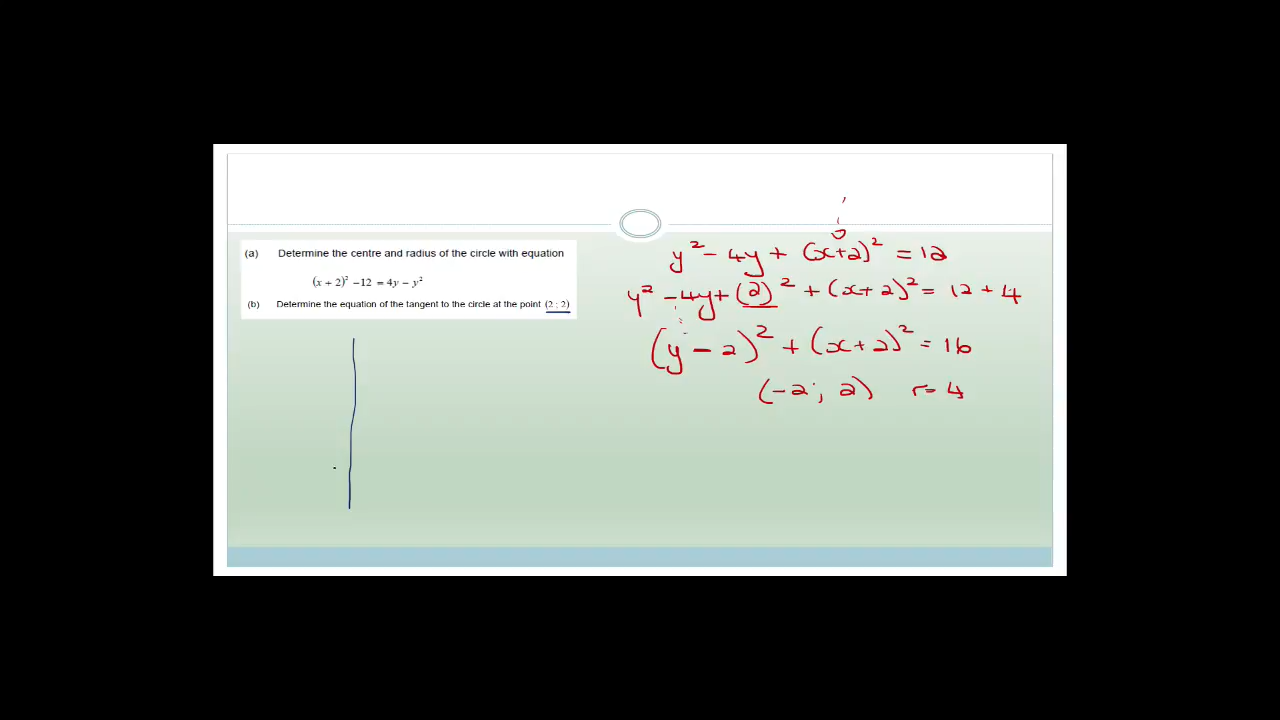 (a) Determine the centre and radius of the circle with equation
(x + 2)² − 12 = 4y − y²
(b) Determine the equation of the tangent to the circle at the point (2 ; 2)
y² − 4y + (x+2)² = 12
y² − 4y + (2)² + (x+2)² = 12 + 4
(y − 2)² + (x+2)² = 16
(−2 ; 2) r = 4